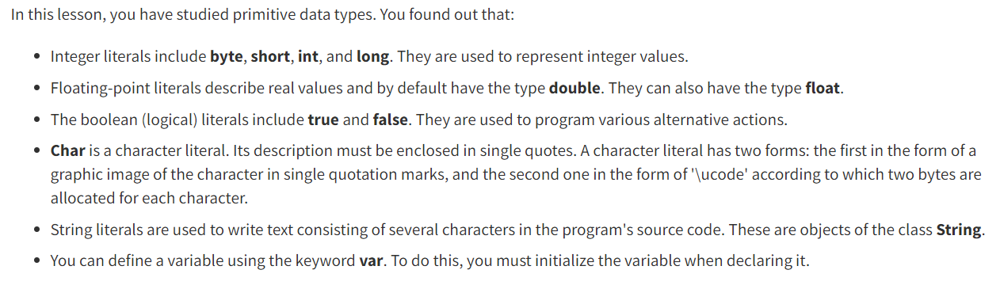 In this lesson, you have studied primitive data types. You found out that:
• Integer literals include byte, short, int, and long. They are used to represent integer values.
• Floating-point literals describe real values and by default have the type double. They can also have the type float.
• The boolean (logical) literals include true and false. They are used to program various alternative actions.
• Char is a character literal. Its description must be enclosed in single quotes. A character literal has two forms: the first in the form of a
graphic image of the character in single quotation marks, and the second one in the form of '\ucode' according to which two bytes are
allocated for each character.
• String literals are used to write text consisting of several characters in the program's source code. These are objects of the class String.
• You can define a variable using the keyword var. To do this, you must initialize the variable when declaring it.